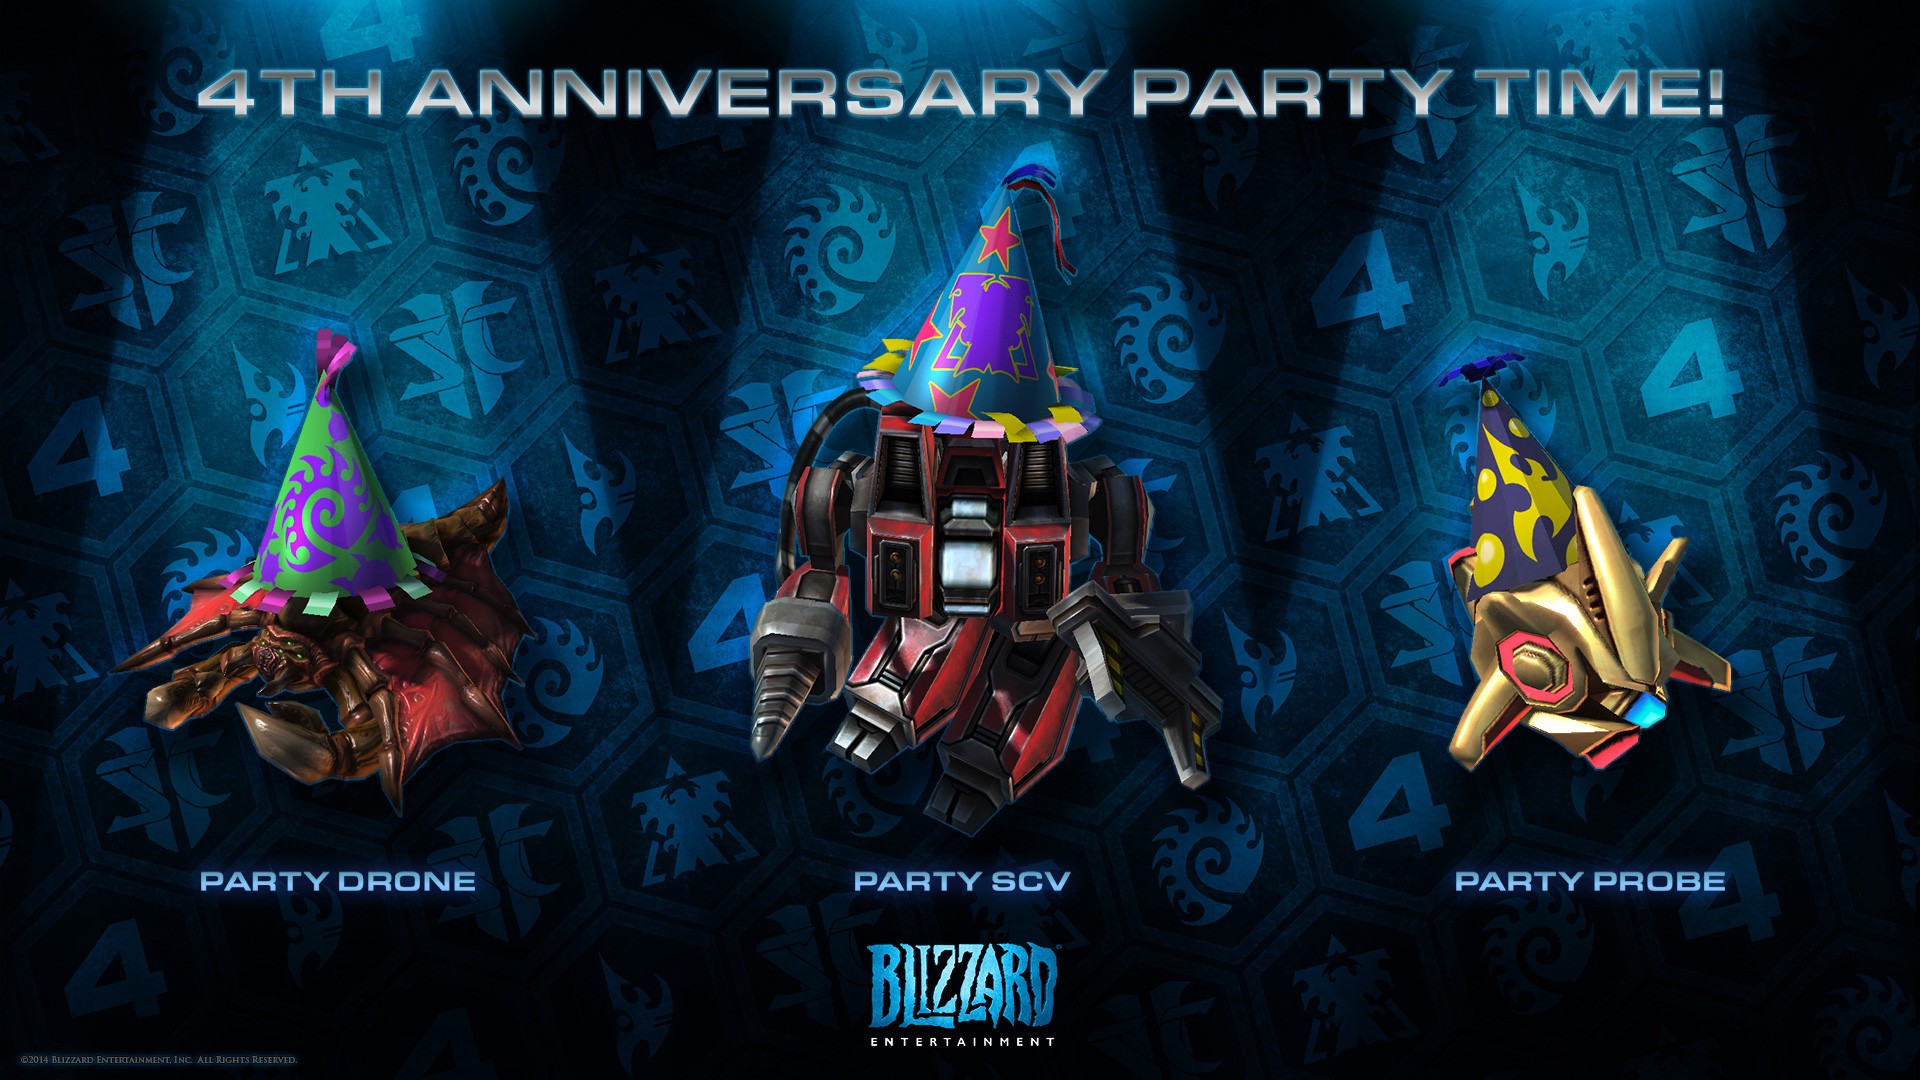 4TH ANNIVERSARY PARTY TIME!
PARTY DRONE
PARTY SCV
PARTY PROBE
BLIZZARD
ENTERTAINMENT
©2014 BLIZZARD ENTERTAINMENT, INC. ALL RIGHTS RESERVED.